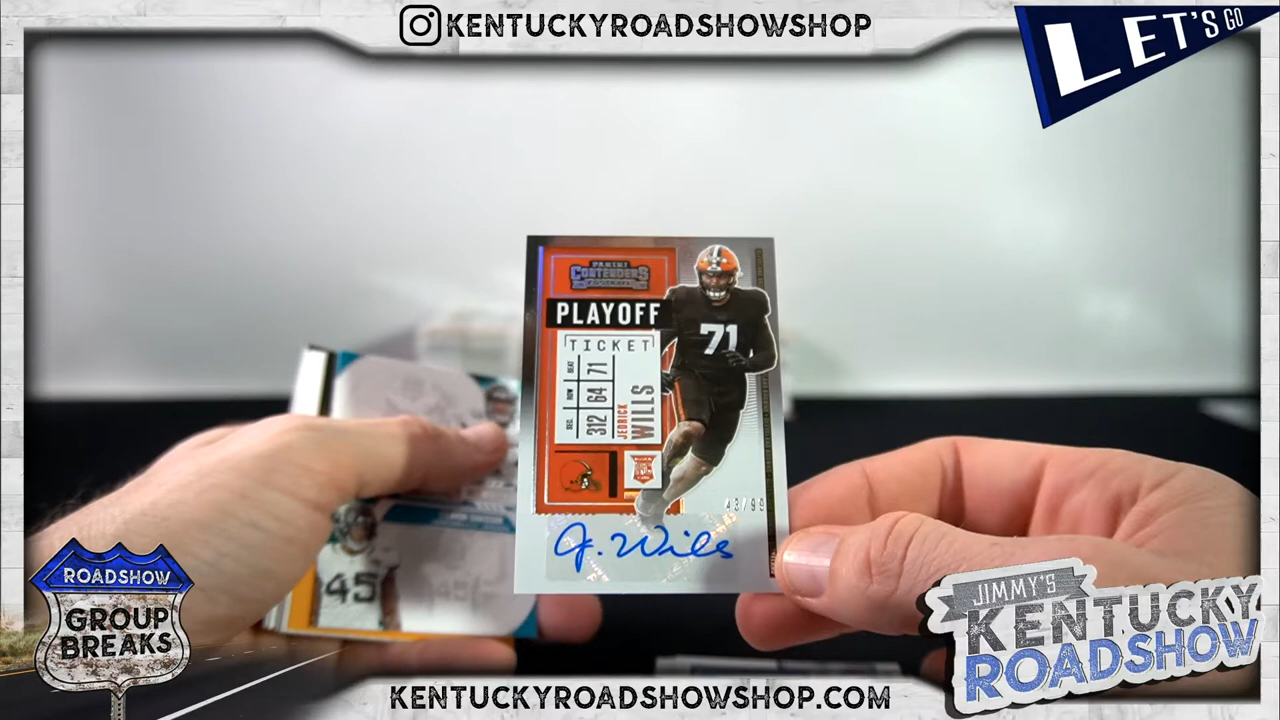 KENTUCKYROADSHOWSHOP
LET'S GO
PANINI
CONTENDERS
FOOTBALL
PLAYOFF
TICKET
SEC. 312
ROW 64
SEAT 71
JEDRICK
WILLS
71
43/99
J. Wills
45
ROADSHOW
GROUP
BREAKS
JIMMY'S
KENTUCKY
ROADSHOW
KENTUCKYROADSHOWSHOP.COM